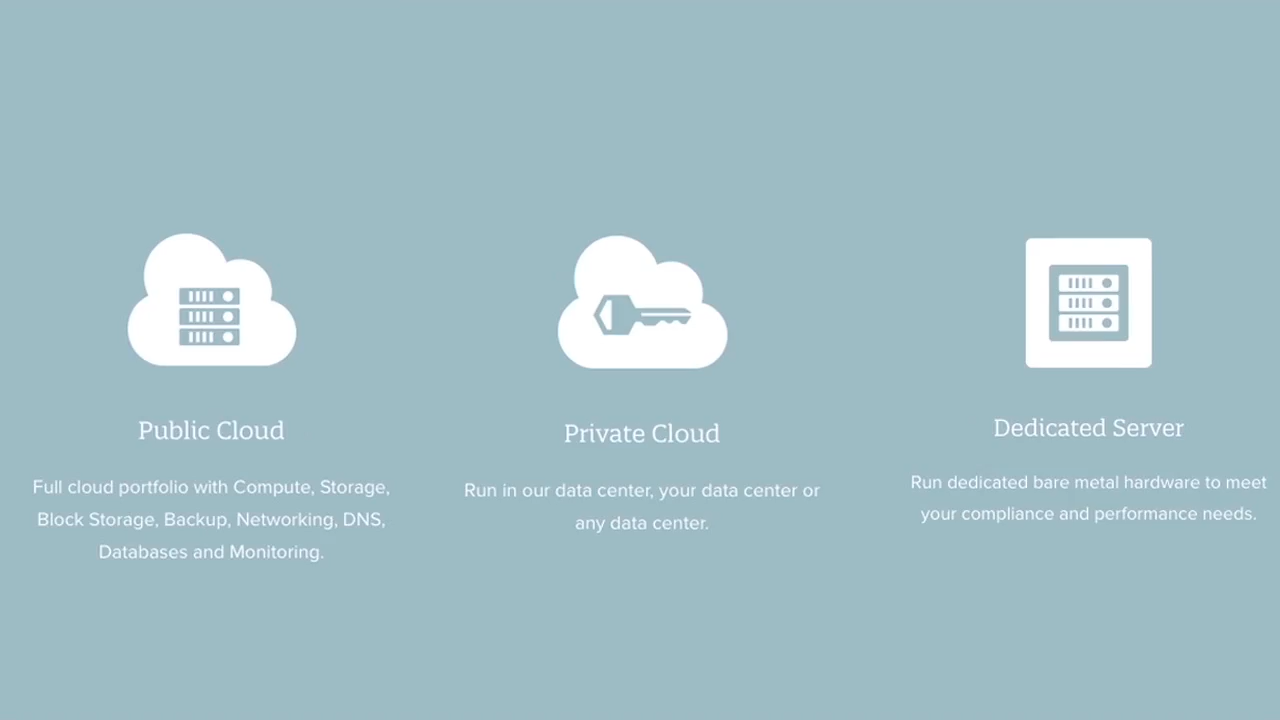 Public Cloud
Full cloud portfolio with Compute, Storage,
Block Storage, Backup, Networking, DNS,
Databases and Monitoring.
Private Cloud
Run in our data center, your data center or
any data center.
Dedicated Server
Run dedicated bare metal hardware to meet
your compliance and performance needs.